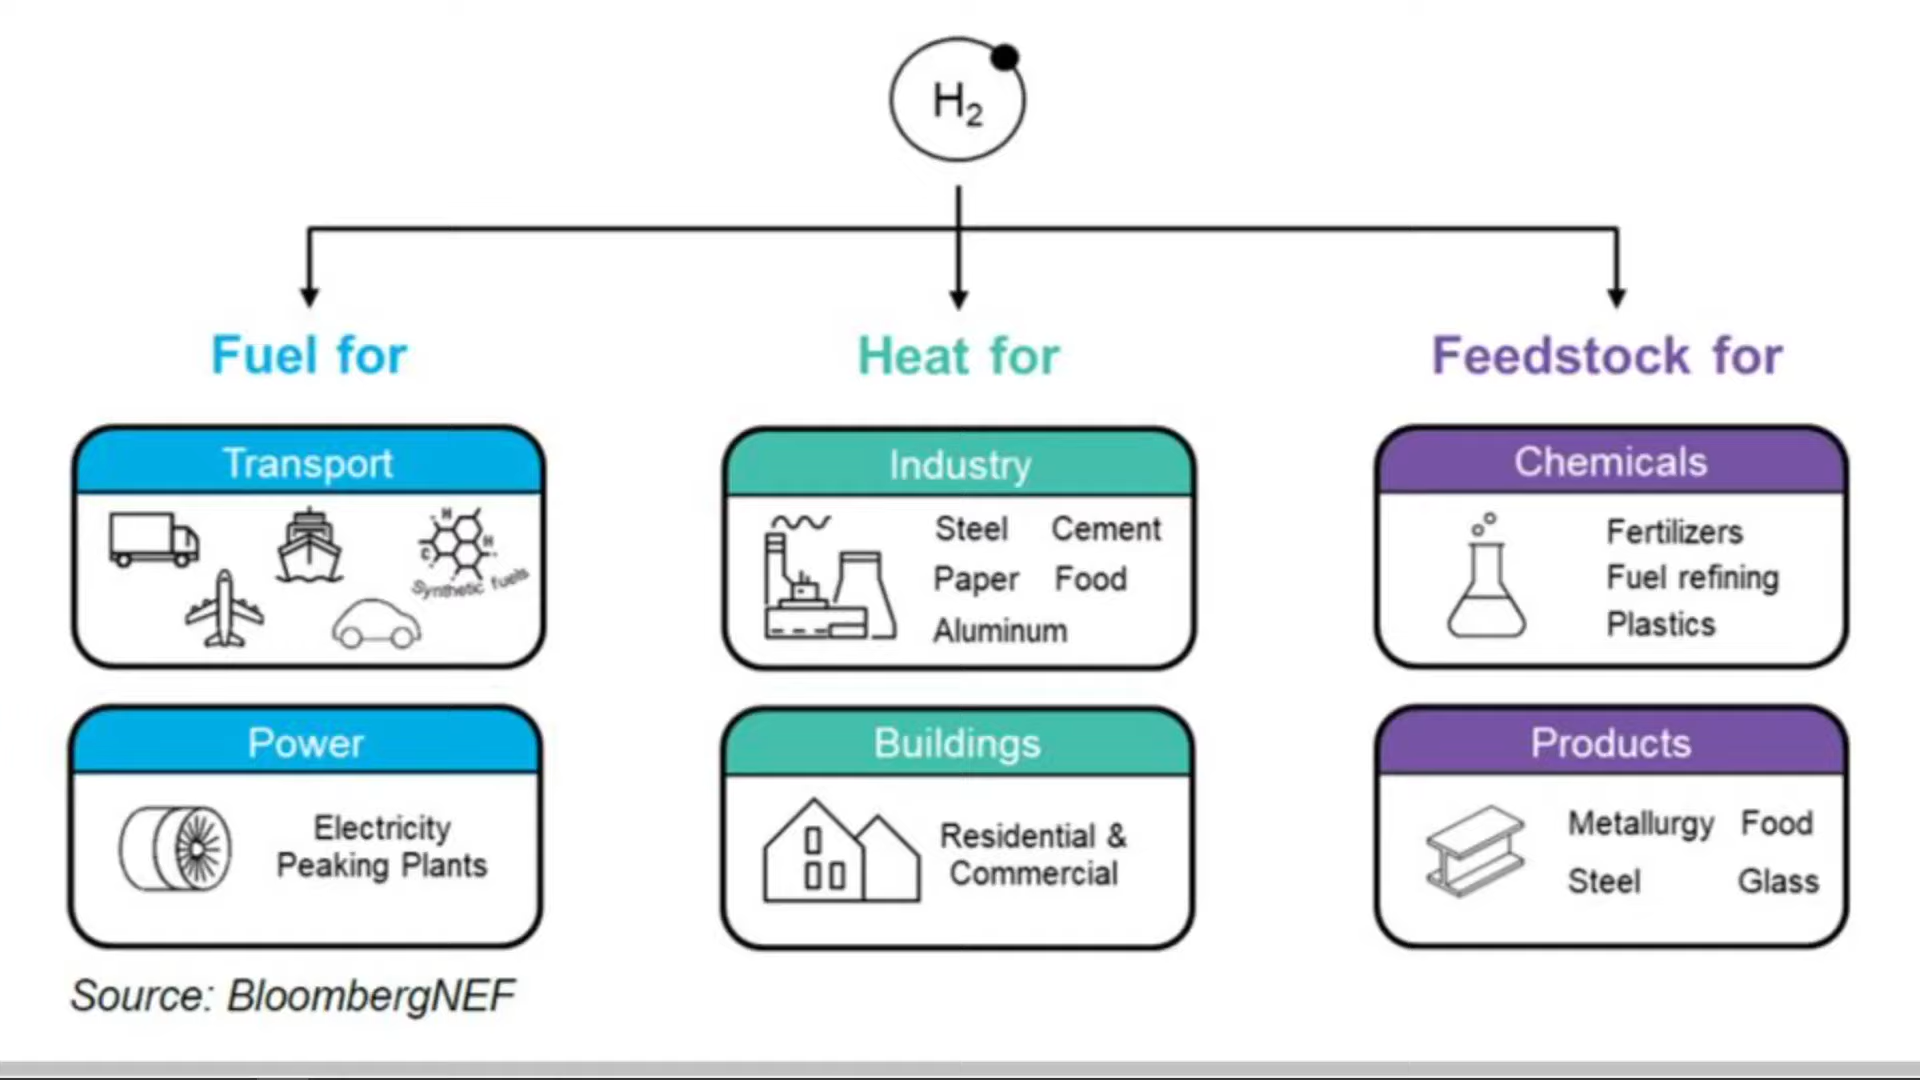 H₂
Fuel for
Heat for
Feedstock for
Transport
H
C
H
Synthetic fuels
Industry
Steel Cement
Paper Food
Aluminum
Chemicals
Fertilizers
Fuel refining
Plastics
Power
Electricity
Peaking Plants
Buildings
Residential &
Commercial
Products
Metallurgy Food
Steel Glass
Source: BloombergNEF